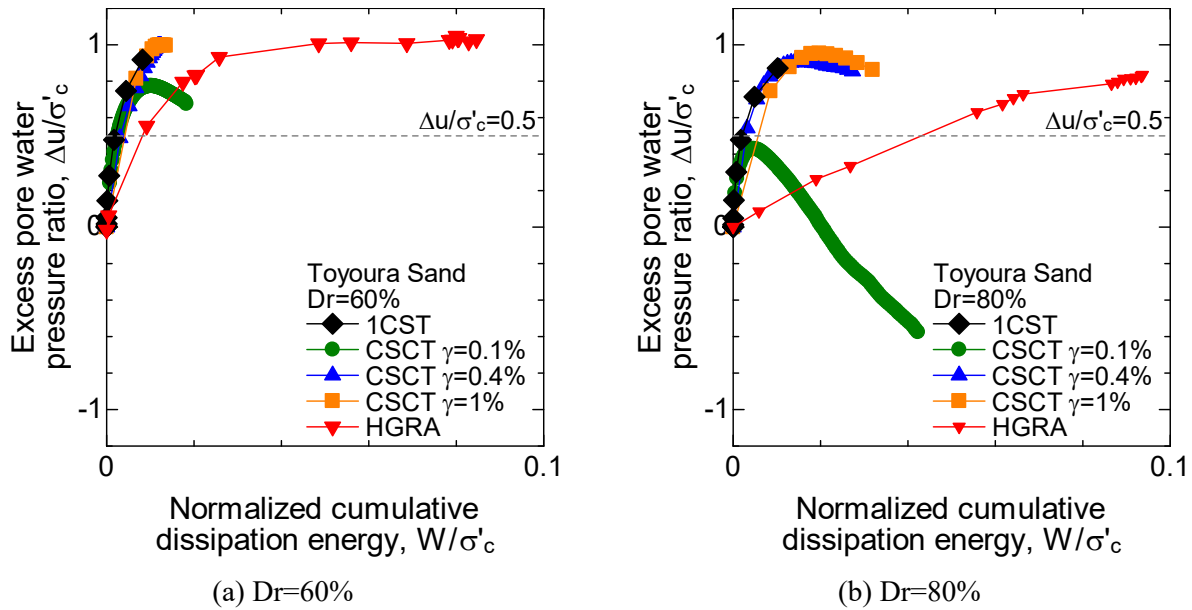 Excess pore water
pressure ratio, Δu/σ'c
1
0
-1
Δu/σ'c=0.5
Toyoura Sand
Dr=60%
1CST
CSCT γ=0.1%
CSCT γ=0.4%
CSCT γ=1%
HGRA
0
0.1
Normalized cumulative
dissipation energy, W/σ'c
(a) Dr=60%
Excess pore water
pressure ratio, Δu/σ'c
1
0
-1
Δu/σ'c=0.5
Toyoura Sand
Dr=80%
1CST
CSCT γ=0.1%
CSCT γ=0.4%
CSCT γ=1%
HGRA
0
0.1
Normalized cumulative
dissipation energy, W/σ'c
(b) Dr=80%